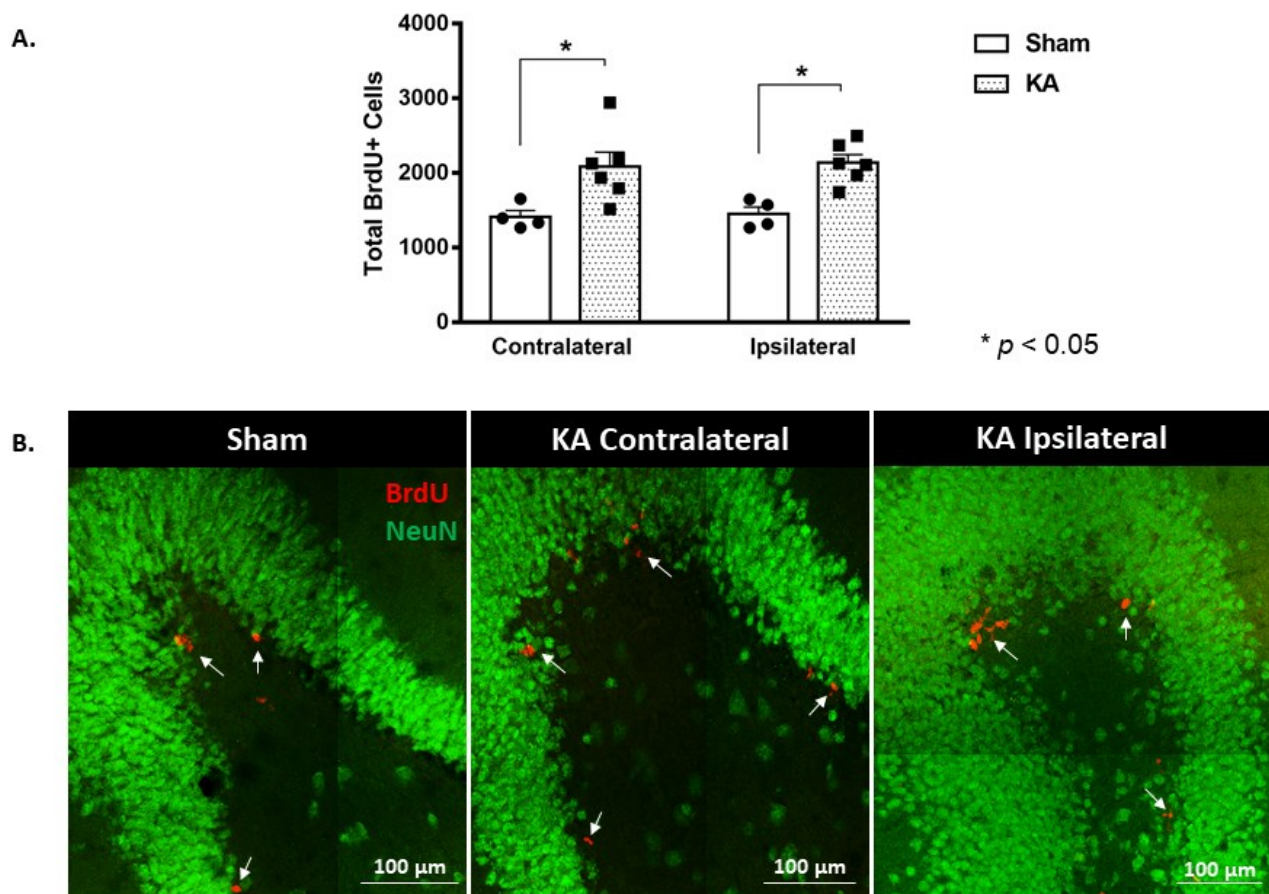 A.
4000
3000
2000
1000
0
Total BrdU+ Cells
*
*
Contralateral
Ipsilateral
Sham
KA
* p < 0.05
B.
Sham
KA Contralateral
KA Ipsilateral
BrdU
NeuN
100 μm
100 μm
100 μm